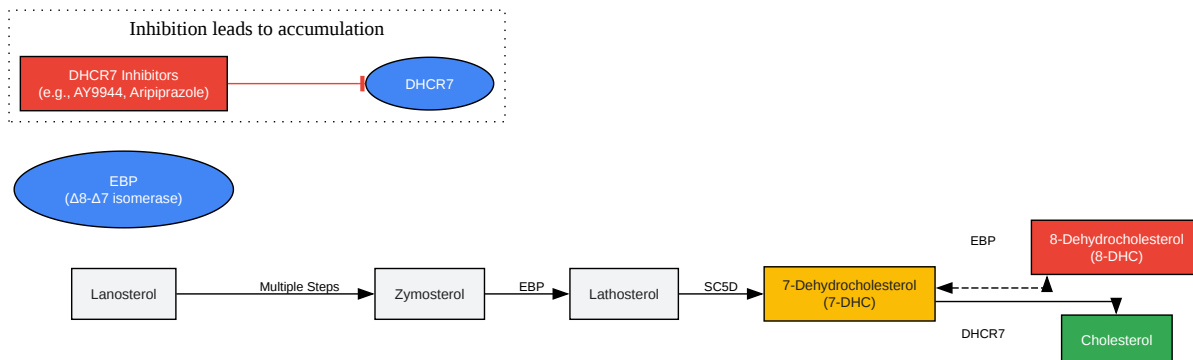 Inhibition leads to accumulation
DHCR7 Inhibitors
(e.g., AY9944, Aripiprazole)
DHCR7
EBP
(Δ8-Δ7 isomerase)
EBP
8-Dehydrocholesterol
(8-DHC)
Lanosterol
Multiple Steps
Zymosterol
EBP
Lathosterol
SC5D
7-Dehydrocholesterol
(7-DHC)
DHCR7
Cholesterol